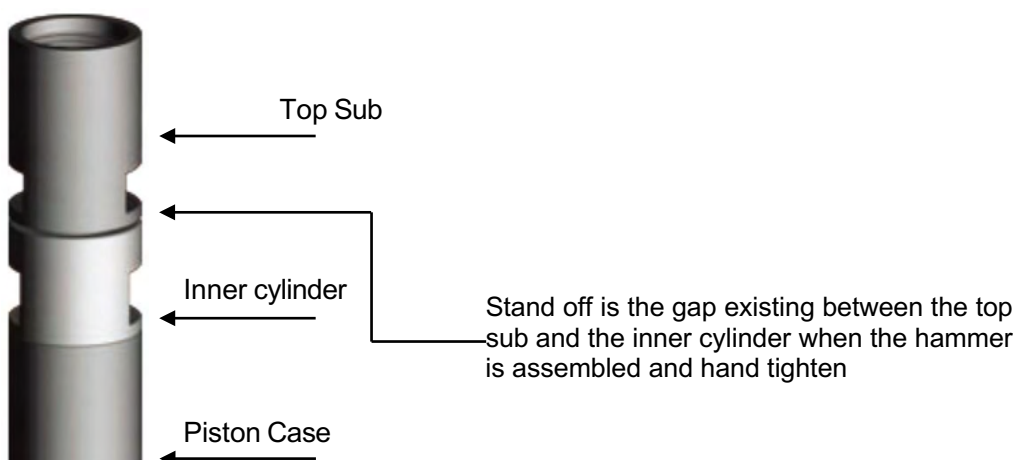 Top Sub
Inner cylinder
Stand off is the gap existing between the top
sub and the inner cylinder when the hammer
is assembled and hand tighten
Piston Case